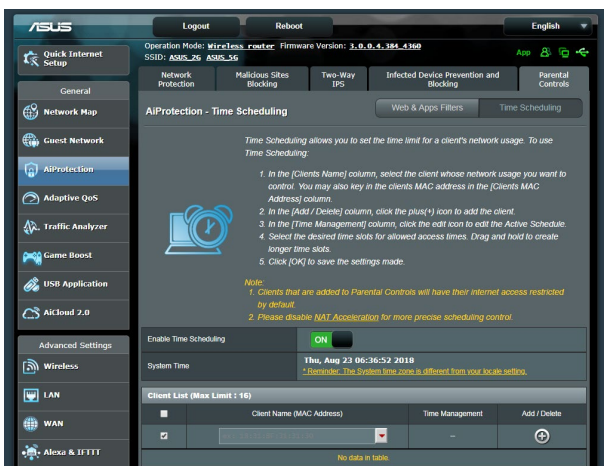 ASUS
Logout
Reboot
English
Quick Internet
Setup
Operation Mode: Wireless router Firmware Version: 3.0.0.4.384_4360
SSID: ASUS_2G ASUS_5G
App
General
Network Map
Guest Network
AiProtection
Adaptive QoS
Traffic Analyzer
Game Boost
USB Application
AiCloud 2.0
Advanced Settings
Wireless
LAN
WAN
Alexa & IFTTT
Network
Protection
Malicious Sites
Blocking
Two-Way
IPS
Infected Device Prevention and
Blocking
Parental
Controls
AiProtection - Time Scheduling
Web & Apps Filters
Time Scheduling
Time Scheduling allows you to set the time limit for a client's network usage. To use
Time Scheduling:
1. In the [Clients Name] column, select the client whose network usage you want to
control. You may also key in the clients MAC address in the [Clients MAC
Address] column.
2. In the [Add / Delete] column, click the plus(+) icon to add the client.
3. In the [Time Management] column, click the edit icon to edit the Active Schedule.
4. Select the desired time slots for allowed access times. Drag and hold to create
longer time slots.
5. Click [OK] to save the settings made.
Note:
1. Clients that are added to Parental Controls will have their internet access restricted
by default.
2. Please disable NAT Acceleration for more precise scheduling control.
Enable Time Scheduling
ON
System Time
Thu, Aug 23 06:36:52 2018
* Reminder: The System time zone is different from your locale setting.
Client List (Max Limit : 16)
Client Name (MAC Address)
Time Management
Add / Delete
--
No data in table.